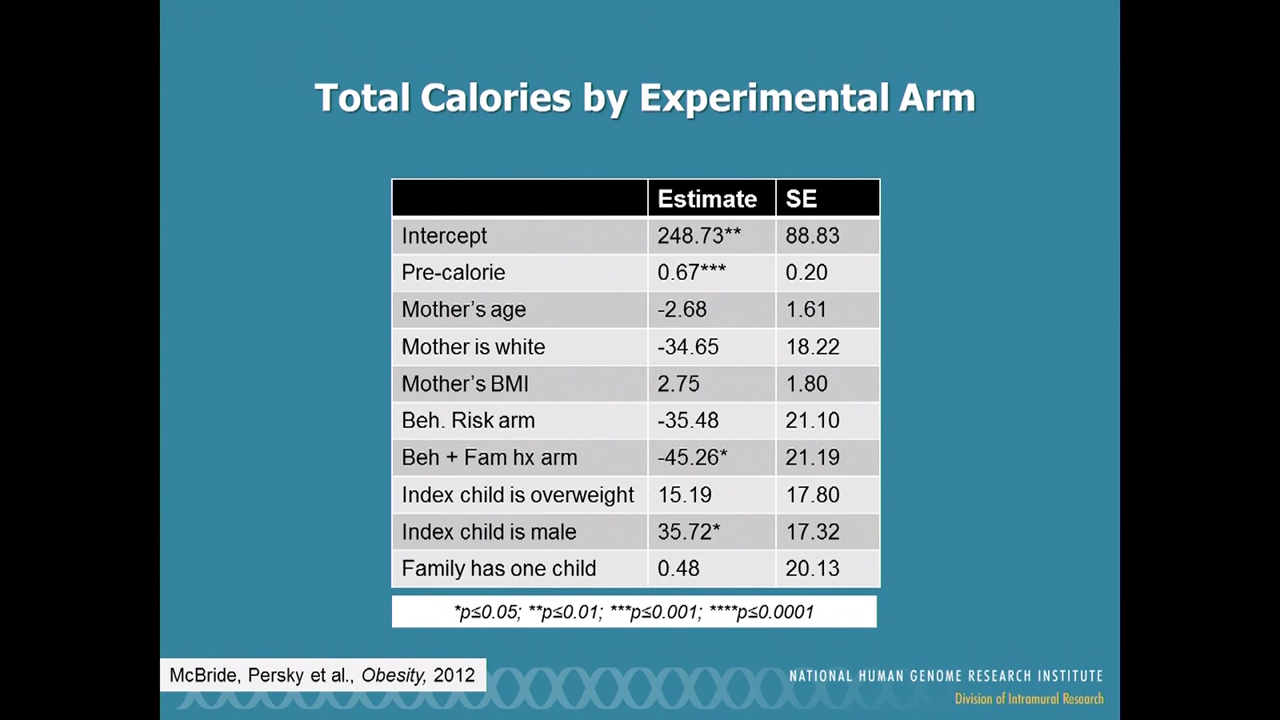 Total Calories by Experimental Arm
Estimate SE
Intercept 248.73** 88.83
Pre-calorie 0.67*** 0.20
Mother’s age -2.68 1.61
Mother is white -34.65 18.22
Mother’s BMI 2.75 1.80
Beh. Risk arm -35.48 21.10
Beh + Fam hx arm -45.26* 21.19
Index child is overweight 15.19 17.80
Index child is male 35.72* 17.32
Family has one child 0.48 20.13
*p≤0.05; **p≤0.01; ***p≤0.001; ****p≤0.0001
McBride, Persky et al., Obesity, 2012
NATIONAL HUMAN GENOME RESEARCH INSTITUTE
Division of Intramural Research